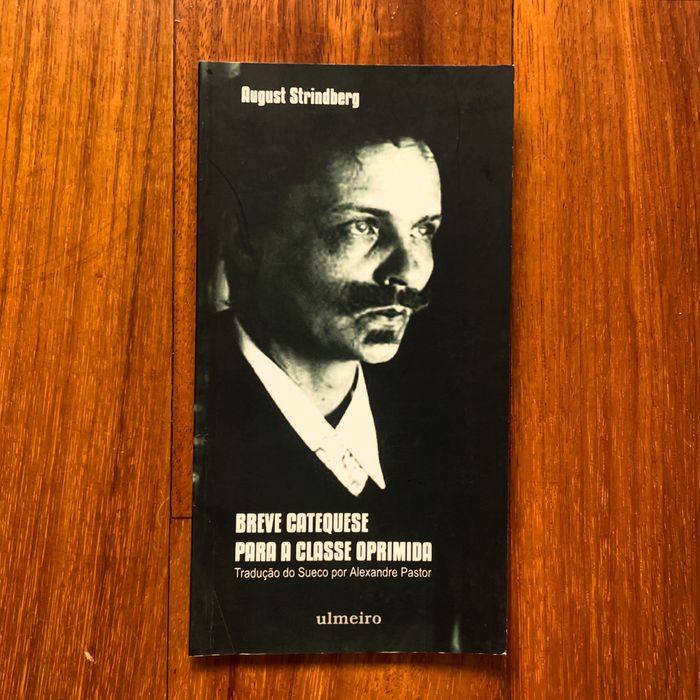 August Strindberg
BREVE CATEQUESE
PARA A CLASSE OPRIMIDA
Tradução do Sueco por Alexandre Pastor
ulmeiro